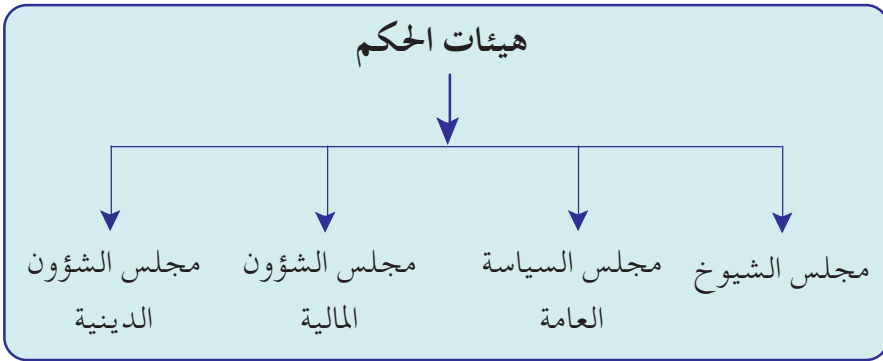 هيئات الحكم
مجلس الشيوخ
مجلس السياسة
العامة
مجلس الشؤون
المالية
مجلس الشؤون
الدينية